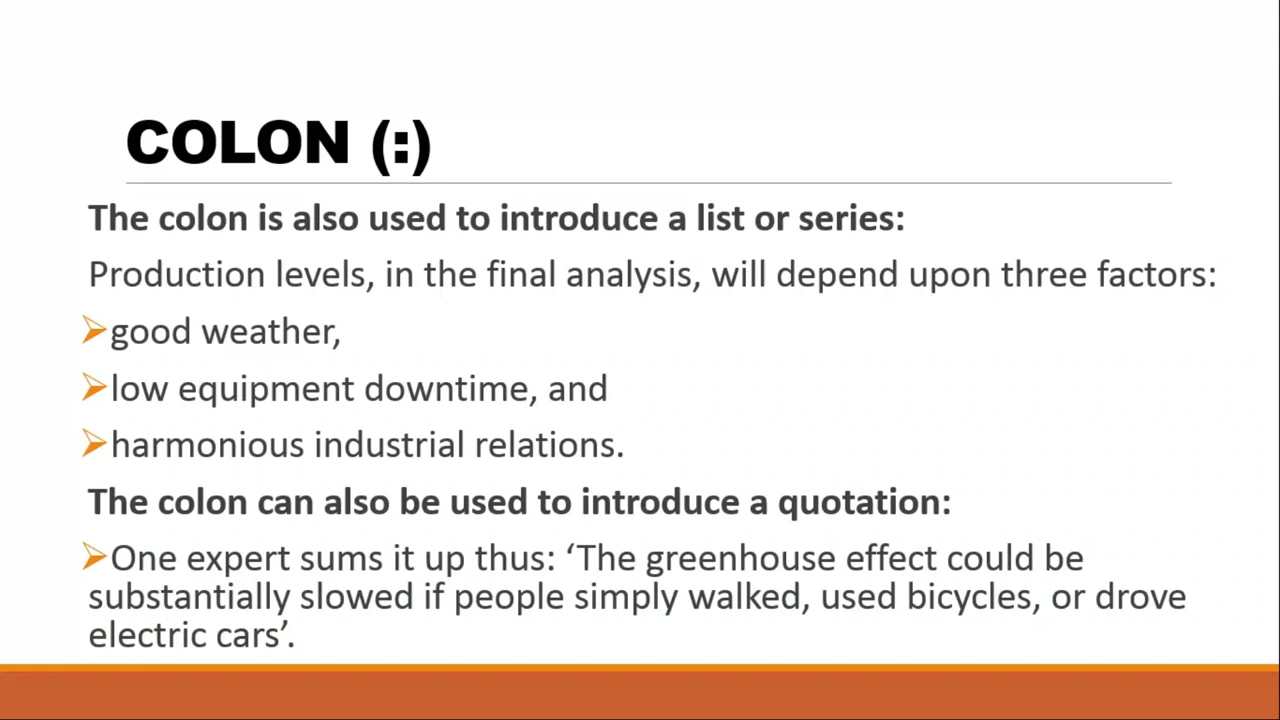 COLON (:)
The colon is also used to introduce a list or series:
Production levels, in the final analysis, will depend upon three factors:
good weather,
low equipment downtime, and
harmonious industrial relations.
The colon can also be used to introduce a quotation:
One expert sums it up thus: ‘The greenhouse effect could be
substantially slowed if people simply walked, used bicycles, or drove
electric cars’.